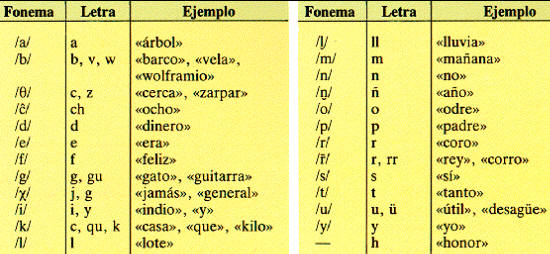 Fonema Letra Ejemplo
/a/ a «árbol»
/b/ b, v, w «barco», «vela»,
«wolframio»
/θ/ c, z «cerca», «zarpar»
/ĉ/ ch «ocho»
/d/ d «dinero»
/e/ e «era»
/f/ f «feliz»
/g/ g, gu «gato», «guitarra»
/χ/ j, g «jamás», «general»
/i/ i, y «indio», «y»
/k/ c, qu, k «casa», «que», «kilo»
/l/ l «lote»
Fonema Letra Ejemplo
/l̮/ ll «lluvia»
/m/ m «mañana»
/n/ n «no»
/n̮/ ñ «año»
/o/ o «odre»
/p/ p «padre»
/r/ r «coro»
/r̄/ r, rr «rey», «corro»
/s/ s «sí»
/t/ t «tanto»
/u/ u, ü «útil», «desagüe»
/y/ y «yo»
— h «honor»